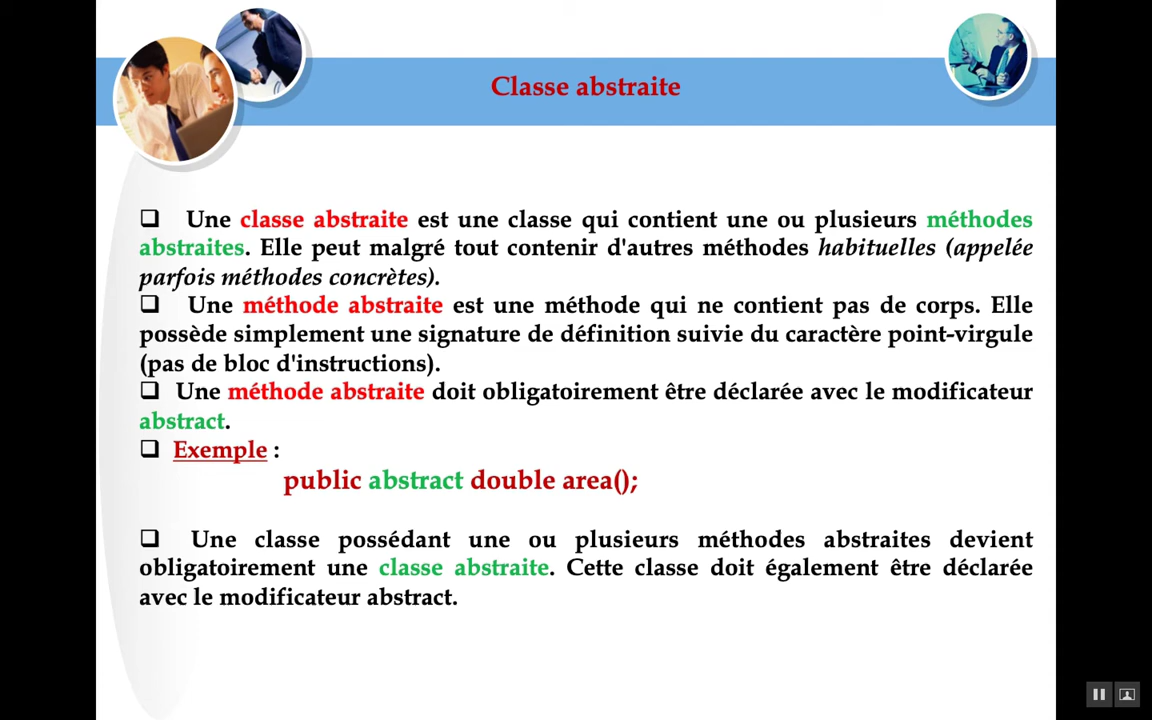 Classe abstraite
❑ Une classe abstraite est une classe qui contient une ou plusieurs méthodes
abstraites. Elle peut malgré tout contenir d'autres méthodes habituelles (appelée
parfois méthodes concrètes).
❑ Une méthode abstraite est une méthode qui ne contient pas de corps. Elle
possède simplement une signature de définition suivie du caractère point-virgule
(pas de bloc d'instructions).
❑ Une méthode abstraite doit obligatoirement être déclarée avec le modificateur
abstract.
❑ Exemple :
public abstract double area();
❑ Une classe possédant une ou plusieurs méthodes abstraites devient
obligatoirement une classe abstraite. Cette classe doit également être déclarée
avec le modificateur abstract.